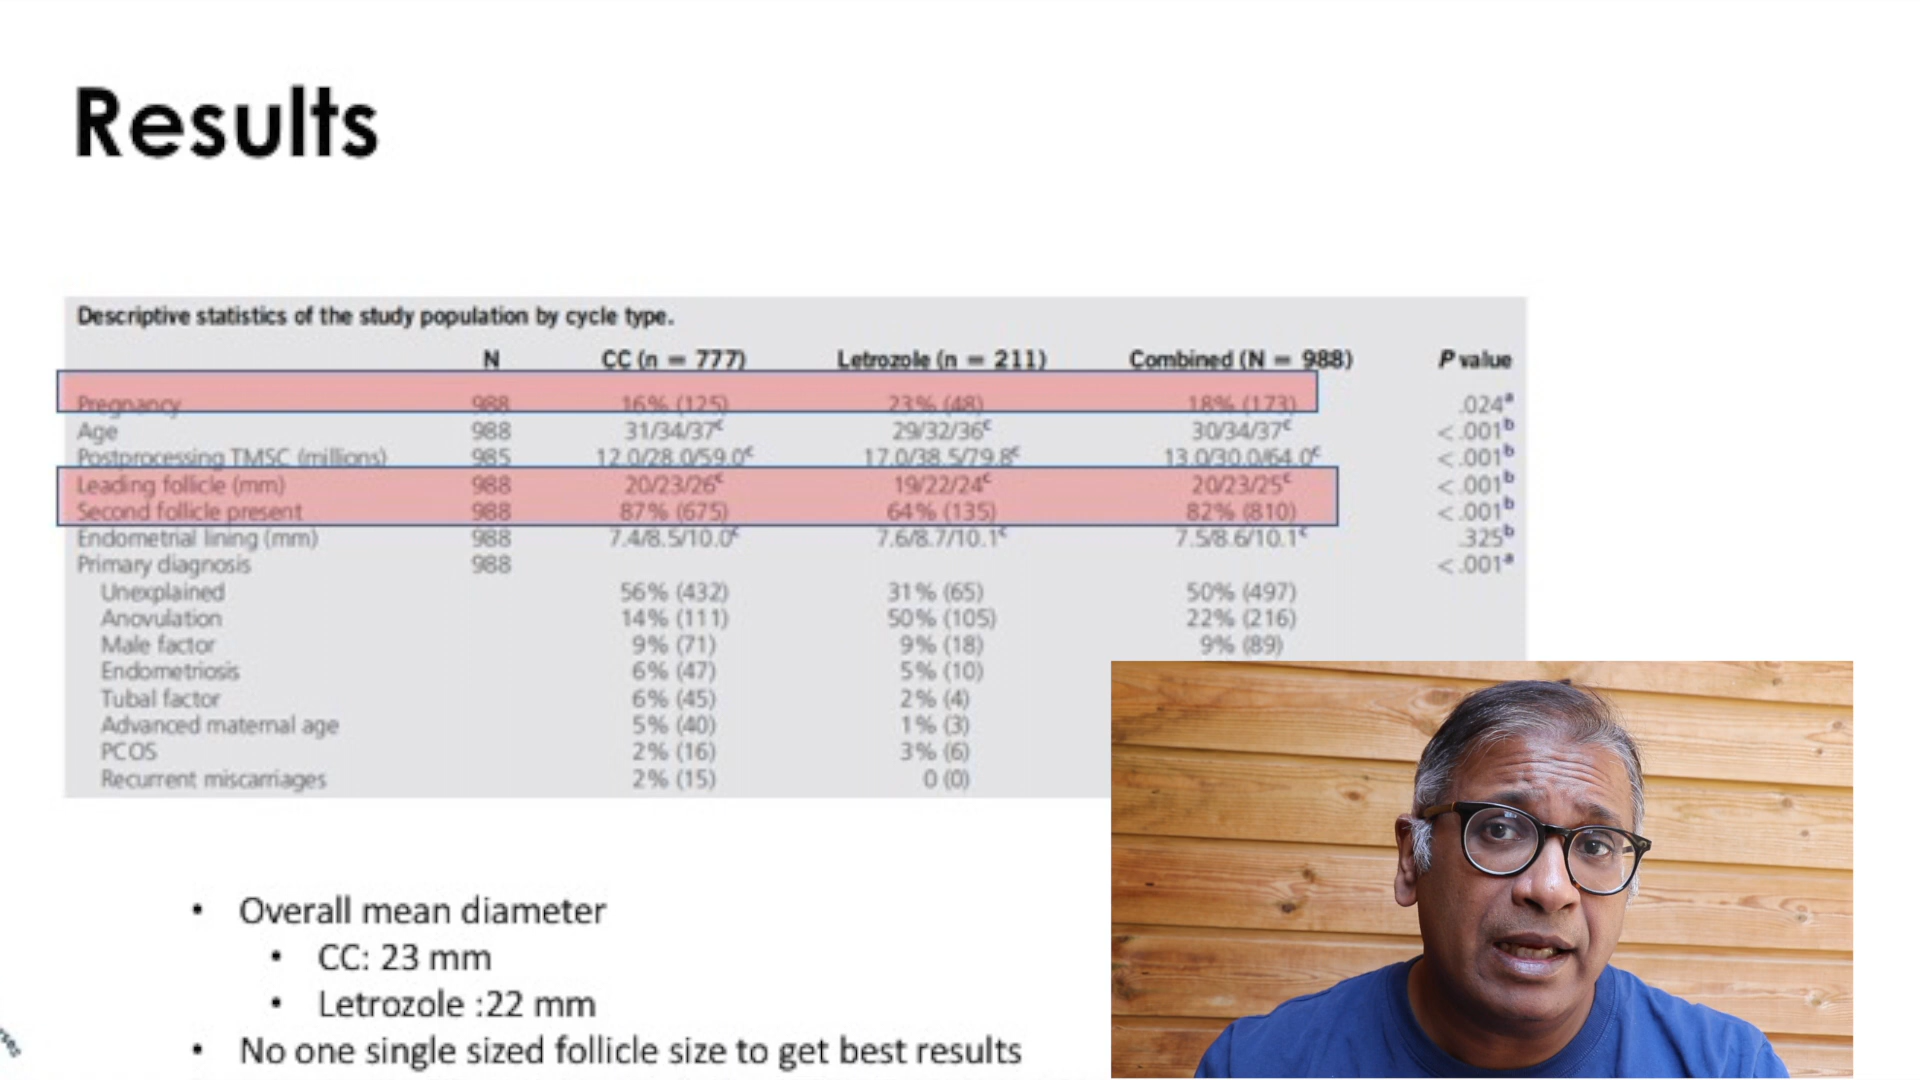 Results
Descriptive statistics of the study population by cycle type.
N CC (n = 777) Letrozole (n = 211) Combined (N = 988) P value
Pregnancy 988 16% (125) 23% (48) 18% (173) .024a
Age 988 31/34/37c 29/32/36c 30/34/37c <.001b
Postprocessing TMSC (millions) 985 12.0/28.0/59.0c 17.0/38.5/79.8c 13.0/30.0/64.0c <.001b
Leading follicle (mm) 988 20/23/26c 19/22/24c 20/23/25c <.001b
Second follicle present 988 87% (675) 64% (135) 82% (810) <.001b
Endometrial lining (mm) 988 7.4/8.5/10.0c 7.6/8.7/10.1c 7.5/8.6/10.1c .325b
Primary diagnosis 988 <.001a
Unexplained 56% (432) 31% (65) 50% (497)
Anovulation 14% (111) 50% (105) 22% (216)
Male factor 9% (71) 9% (18) 9% (89)
Endometriosis 6% (47) 5% (10)
Tubal factor 6% (45) 2% (4)
Advanced maternal age 5% (40) 1% (3)
PCOS 2% (16) 3% (6)
Recurrent miscarriages 2% (15) 0 (0)
• Overall mean diameter
• CC: 23 mm
• Letrozole :22 mm
• No one single sized follicle size to get best results